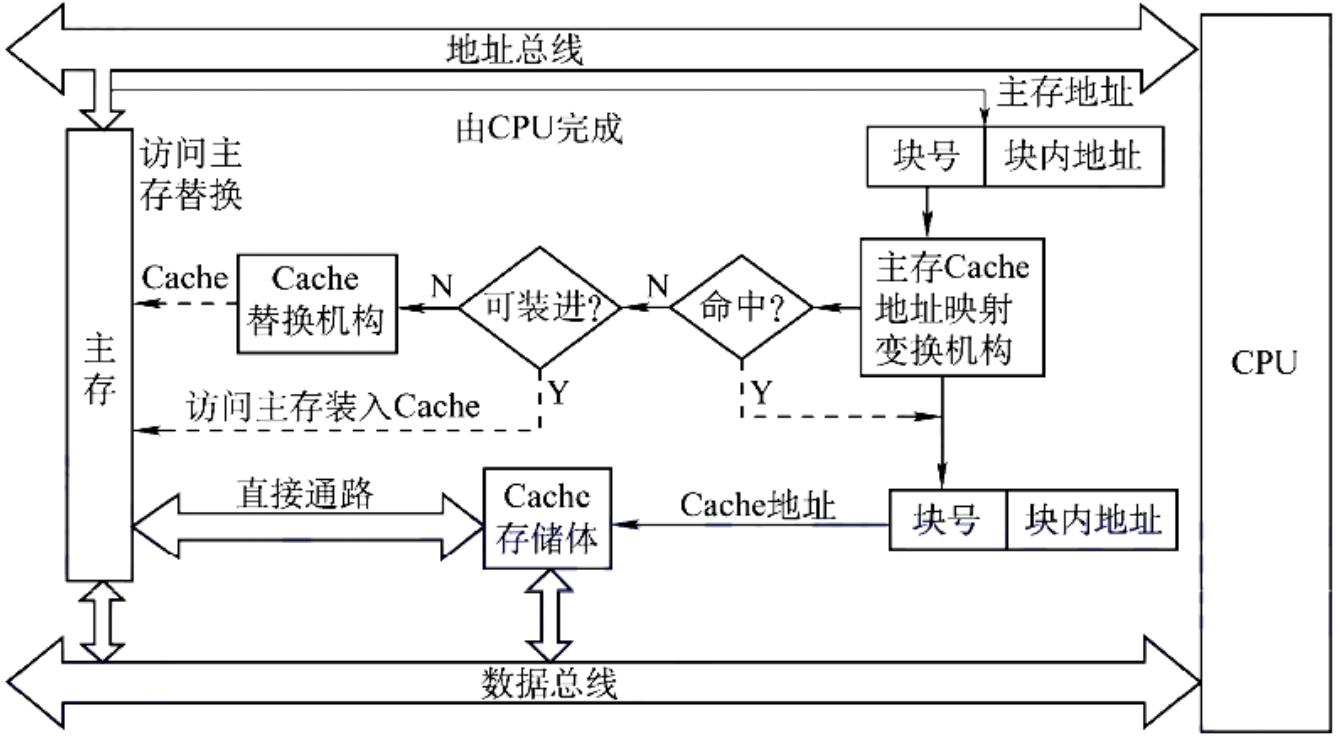 地址总线
主存地址
由CPU完成
块号
块内地址
访问主
存替换
Cache
Cache
替换机构
N
可装进?
N
命中?
主存Cache
地址映射
变换机构
主
存
CPU
Y
Y
访问主存装入Cache
直接通路
Cache
存储体
Cache地址
块号
块内地址
数据总线